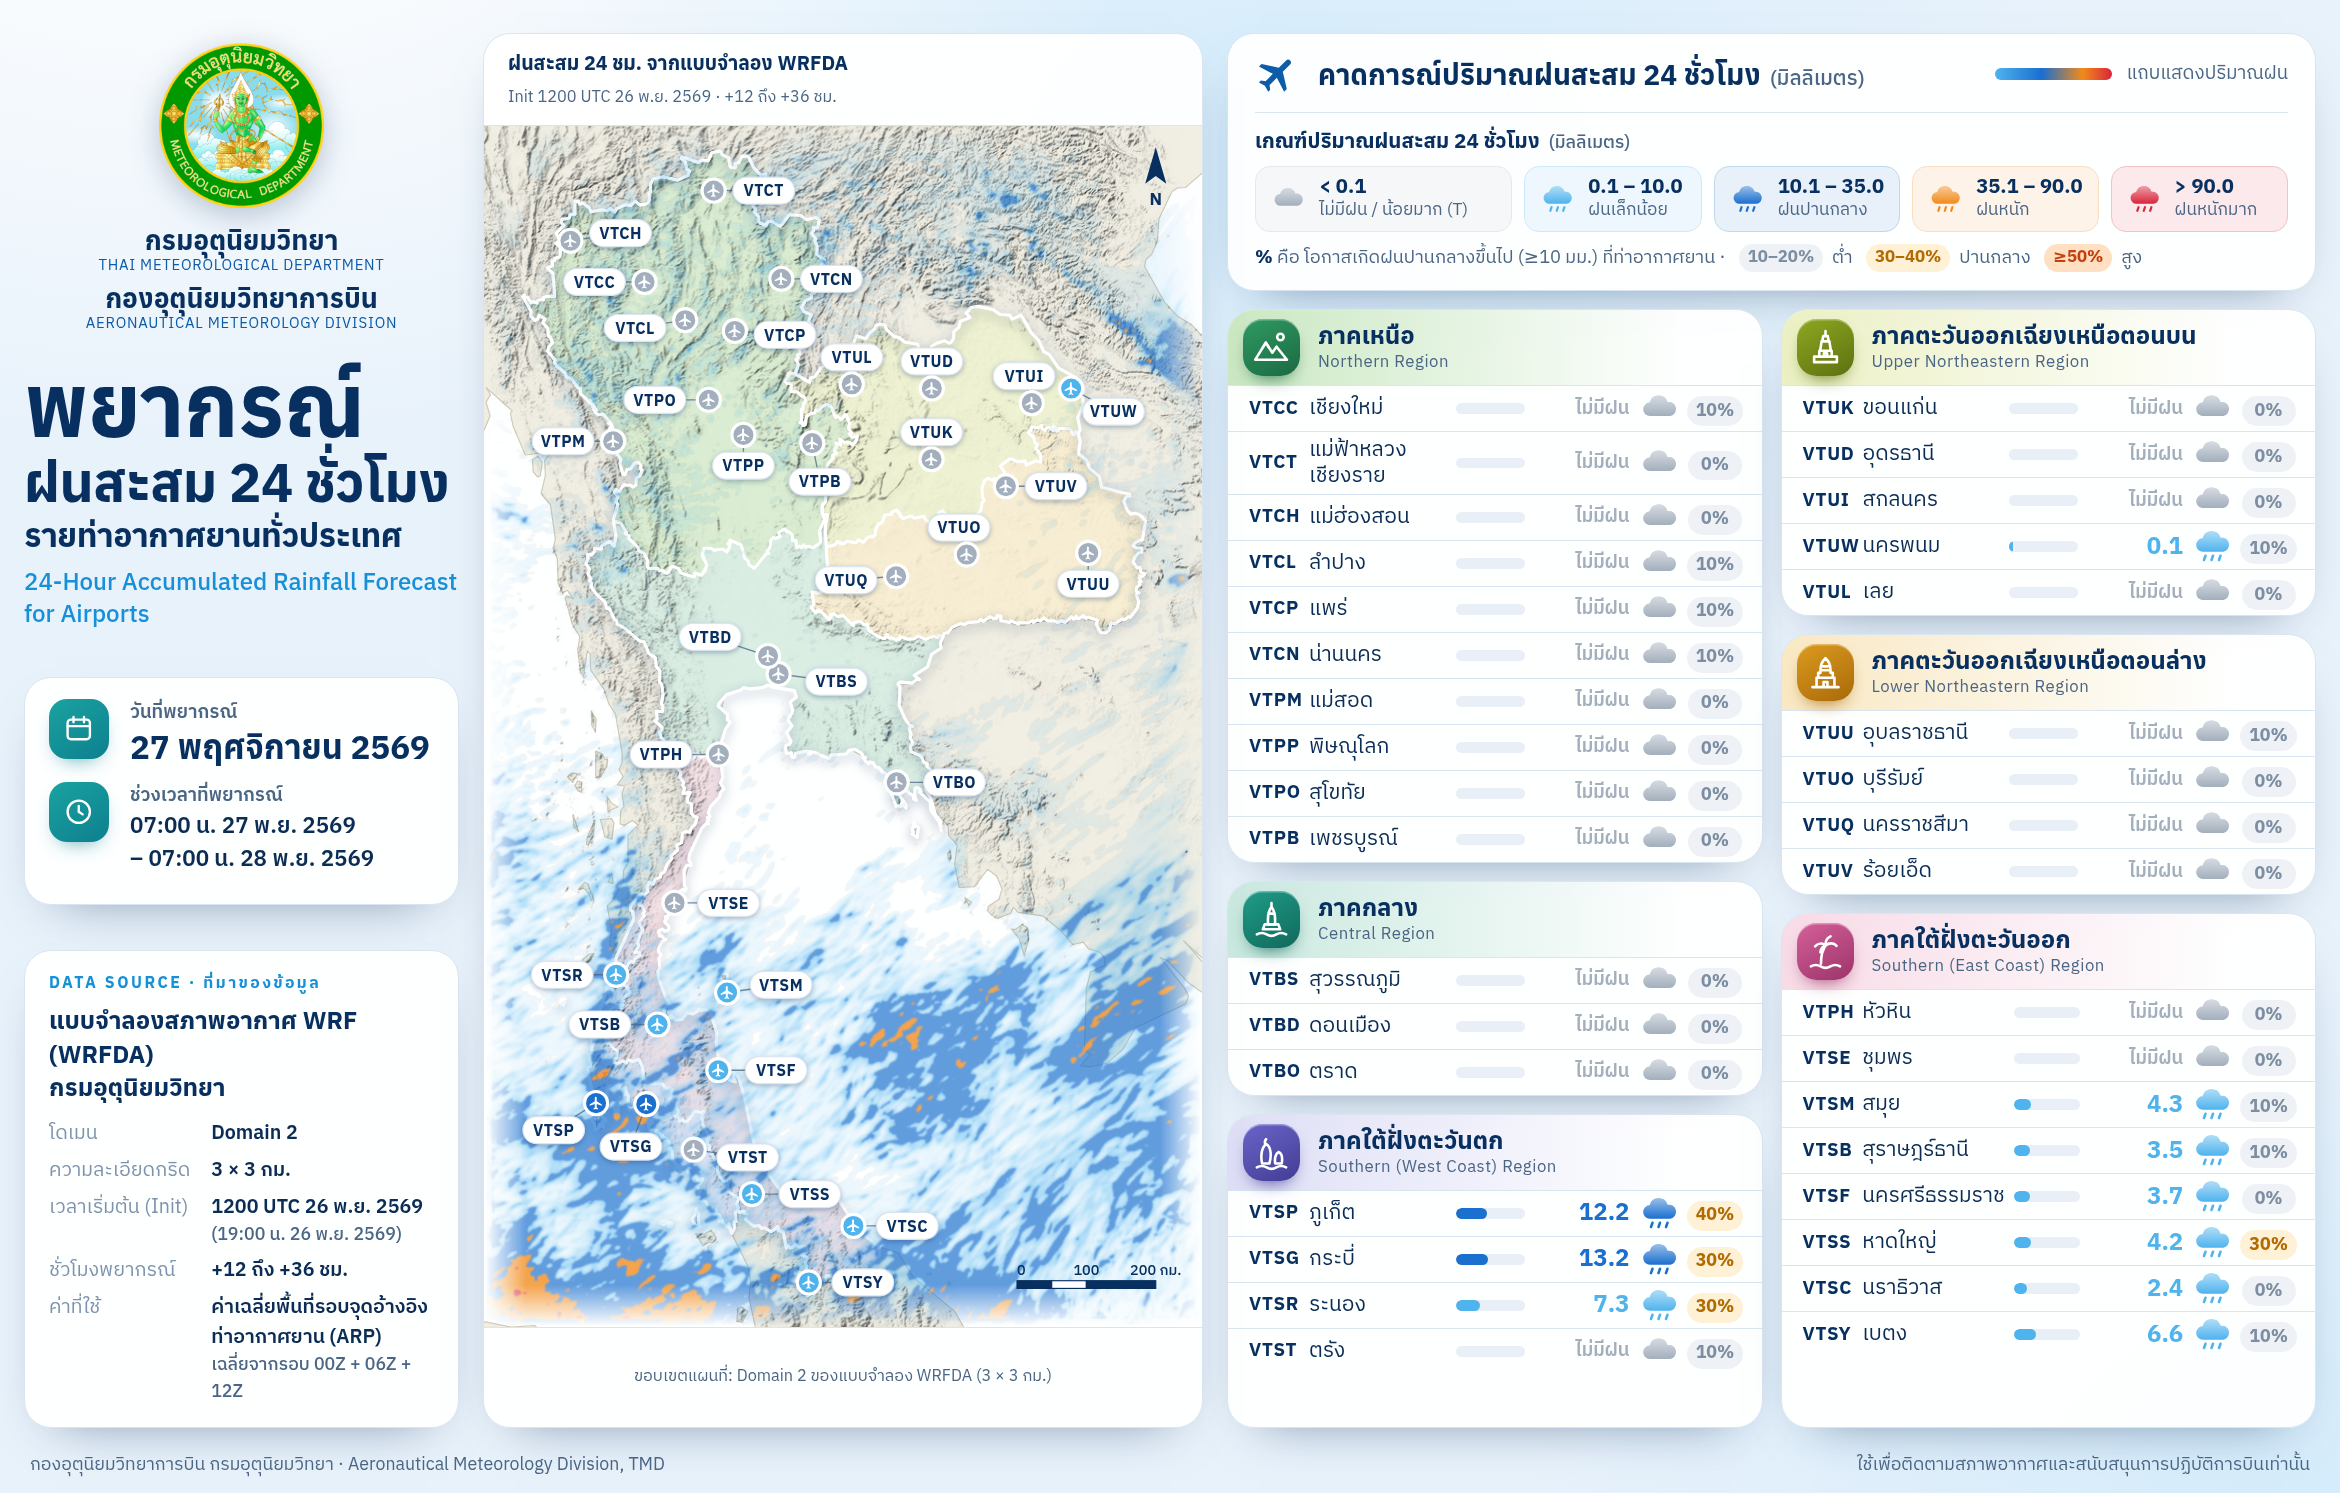 กรมอุตุนิยมวิทยา
METEOROLOGICAL DEPARTMENT
กรมอุตุนิยมวิทยา
THAI METEOROLOGICAL DEPARTMENT
กองอุตุนิยมวิทยาการบิน
AERONAUTICAL METEOROLOGY DIVISION
พยากรณ์
ฝนสะสม 24 ชั่วโมง
รายท่าอากาศยานทั่วประเทศ
24-Hour Accumulated Rainfall Forecast
for Airports
วันที่พยากรณ์
27 พฤศจิกายน 2569
ช่วงเวลาที่พยากรณ์
07:00 น. 27 พ.ย. 2569
– 07:00 น. 28 พ.ย. 2569
DATA SOURCE · ที่มาของข้อมูล
แบบจำลองสภาพอากาศ WRF
(WRFDA)
กรมอุตุนิยมวิทยา
โดเมน Domain 2
ความละเอียดกริด 3 × 3 กม.
เวลาเริ่มต้น (Init) 1200 UTC 26 พ.ย. 2569
(19:00 น. 26 พ.ย. 2569)
ชั่วโมงพยากรณ์ +12 ถึง +36 ชม.
ค่าที่ใช้ ค่าเฉลี่ยพื้นที่รอบจุดอ้างอิง
ท่าอากาศยาน (ARP)
เฉลี่ยจากรอบ 00Z + 06Z +
12Z
ฝนสะสม 24 ชม. จากแบบจำลอง WRFDA
Init 1200 UTC 26 พ.ย. 2569 · +12 ถึง +36 ชม.
N
VTCT
VTCH
VTCC
VTCN
VTCL
VTCP
VTUL
VTUD
VTUI
VTUW
VTPO
VTPM
VTUK
VTPP
VTPB
VTUV
VTUO
VTUQ
VTUU
VTBD
VTBS
VTPH
VTBO
VTSE
VTSR
VTSM
VTSB
VTSF
VTSP
VTSG
VTST
VTSS
VTSC
VTSY
0 100 200 กม.
ขอบเขตแผนที่: Domain 2 ของแบบจำลอง WRFDA (3 × 3 กม.)
คาดการณ์ปริมาณฝนสะสม 24 ชั่วโมง (มิลลิเมตร)
แถบแสดงปริมาณฝน
เกณฑ์ปริมาณฝนสะสม 24 ชั่วโมง (มิลลิเมตร)
< 0.1
ไม่มีฝน / น้อยมาก (T)
0.1 – 10.0
ฝนเล็กน้อย
10.1 – 35.0
ฝนปานกลาง
35.1 – 90.0
ฝนหนัก
> 90.0
ฝนหนักมาก
% คือ โอกาสเกิดฝนปานกลางขึ้นไป (≥10 มม.) ที่ท่าอากาศยาน · 10–20% ต่ำ 30–40% ปานกลาง ≥50% สูง
ภาคเหนือ
Northern Region
VTCC เชียงใหม่ ไม่มีฝน 10%
VTCT แม่ฟ้าหลวง
เชียงราย ไม่มีฝน 0%
VTCH แม่ฮ่องสอน ไม่มีฝน 0%
VTCL ลำปาง ไม่มีฝน 10%
VTCP แพร่ ไม่มีฝน 10%
VTCN น่านนคร ไม่มีฝน 10%
VTPM แม่สอด ไม่มีฝน 0%
VTPP พิษณุโลก ไม่มีฝน 0%
VTPO สุโขทัย ไม่มีฝน 0%
VTPB เพชรบูรณ์ ไม่มีฝน 0%
ภาคกลาง
Central Region
VTBS สุวรรณภูมิ ไม่มีฝน 0%
VTBD ดอนเมือง ไม่มีฝน 0%
VTBO ตราด ไม่มีฝน 0%
ภาคใต้ฝั่งตะวันตก
Southern (West Coast) Region
VTSP ภูเก็ต 12.2 40%
VTSG กระบี่ 13.2 30%
VTSR ระนอง 7.3 30%
VTST ตรัง ไม่มีฝน 10%
ภาคตะวันออกเฉียงเหนือตอนบน
Upper Northeastern Region
VTUK ขอนแก่น ไม่มีฝน 0%
VTUD อุดรธานี ไม่มีฝน 0%
VTUI สกลนคร ไม่มีฝน 0%
VTUW นครพนม 0.1 10%
VTUL เลย ไม่มีฝน 0%
ภาคตะวันออกเฉียงเหนือตอนล่าง
Lower Northeastern Region
VTUU อุบลราชธานี ไม่มีฝน 10%
VTUO บุรีรัมย์ ไม่มีฝน 0%
VTUQ นครราชสีมา ไม่มีฝน 0%
VTUV ร้อยเอ็ด ไม่มีฝน 0%
ภาคใต้ฝั่งตะวันออก
Southern (East Coast) Region
VTPH หัวหิน ไม่มีฝน 0%
VTSE ชุมพร ไม่มีฝน 0%
VTSM สมุย 4.3 10%
VTSB สุราษฎร์ธานี 3.5 10%
VTSF นครศรีธรรมราช 3.7 0%
VTSS หาดใหญ่ 4.2 30%
VTSC นราธิวาส 2.4 0%
VTSY เบตง 6.6 10%
กองอุตุนิยมวิทยาการบิน กรมอุตุนิยมวิทยา · Aeronautical Meteorology Division, TMD
ใช้เพื่อติดตามสภาพอากาศและสนับสนุนการปฏิบัติการบินเท่านั้น